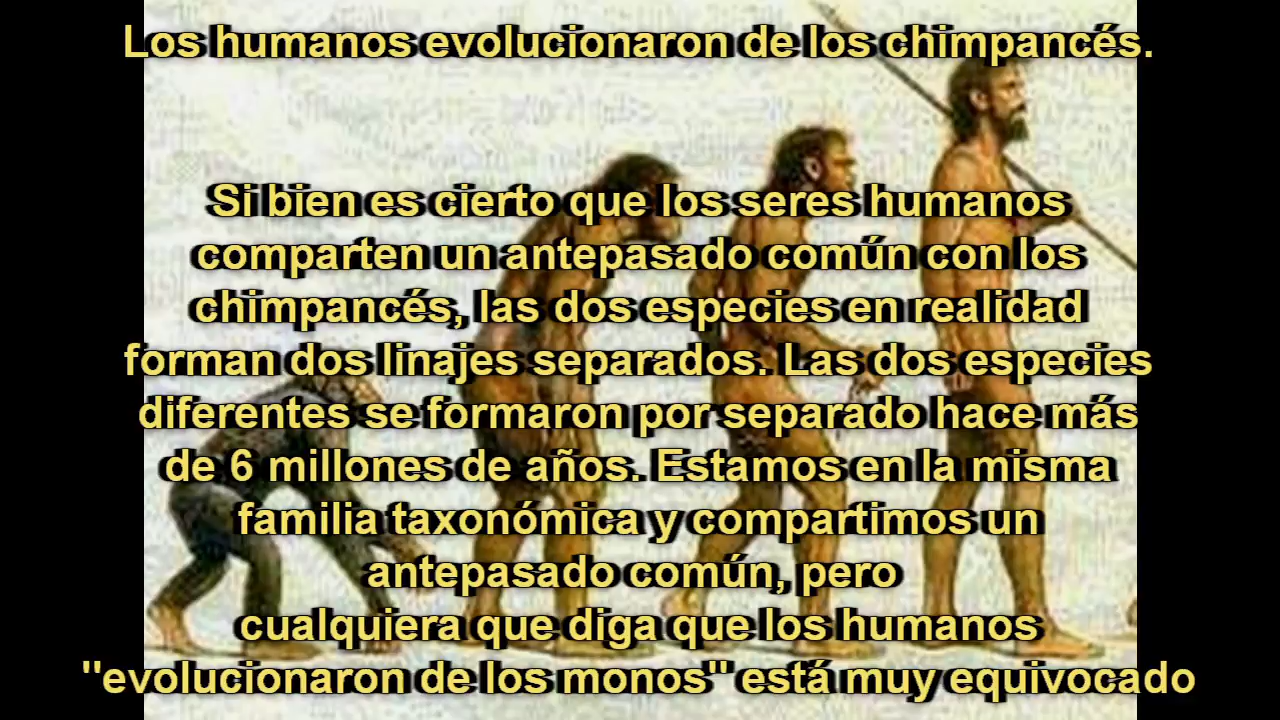 Los humanos evolucionaron de los chimpancés.
Si bien es cierto que los seres humanos
comparten un antepasado común con los
chimpancés, las dos especies en realidad
forman dos linajes separados. Las dos especies
diferentes se formaron por separado hace más
de 6 millones de años. Estamos en la misma
familia taxonómica y compartimos un
antepasado común, pero
cualquiera que diga que los humanos
"evolucionaron de los monos" está muy equivocado